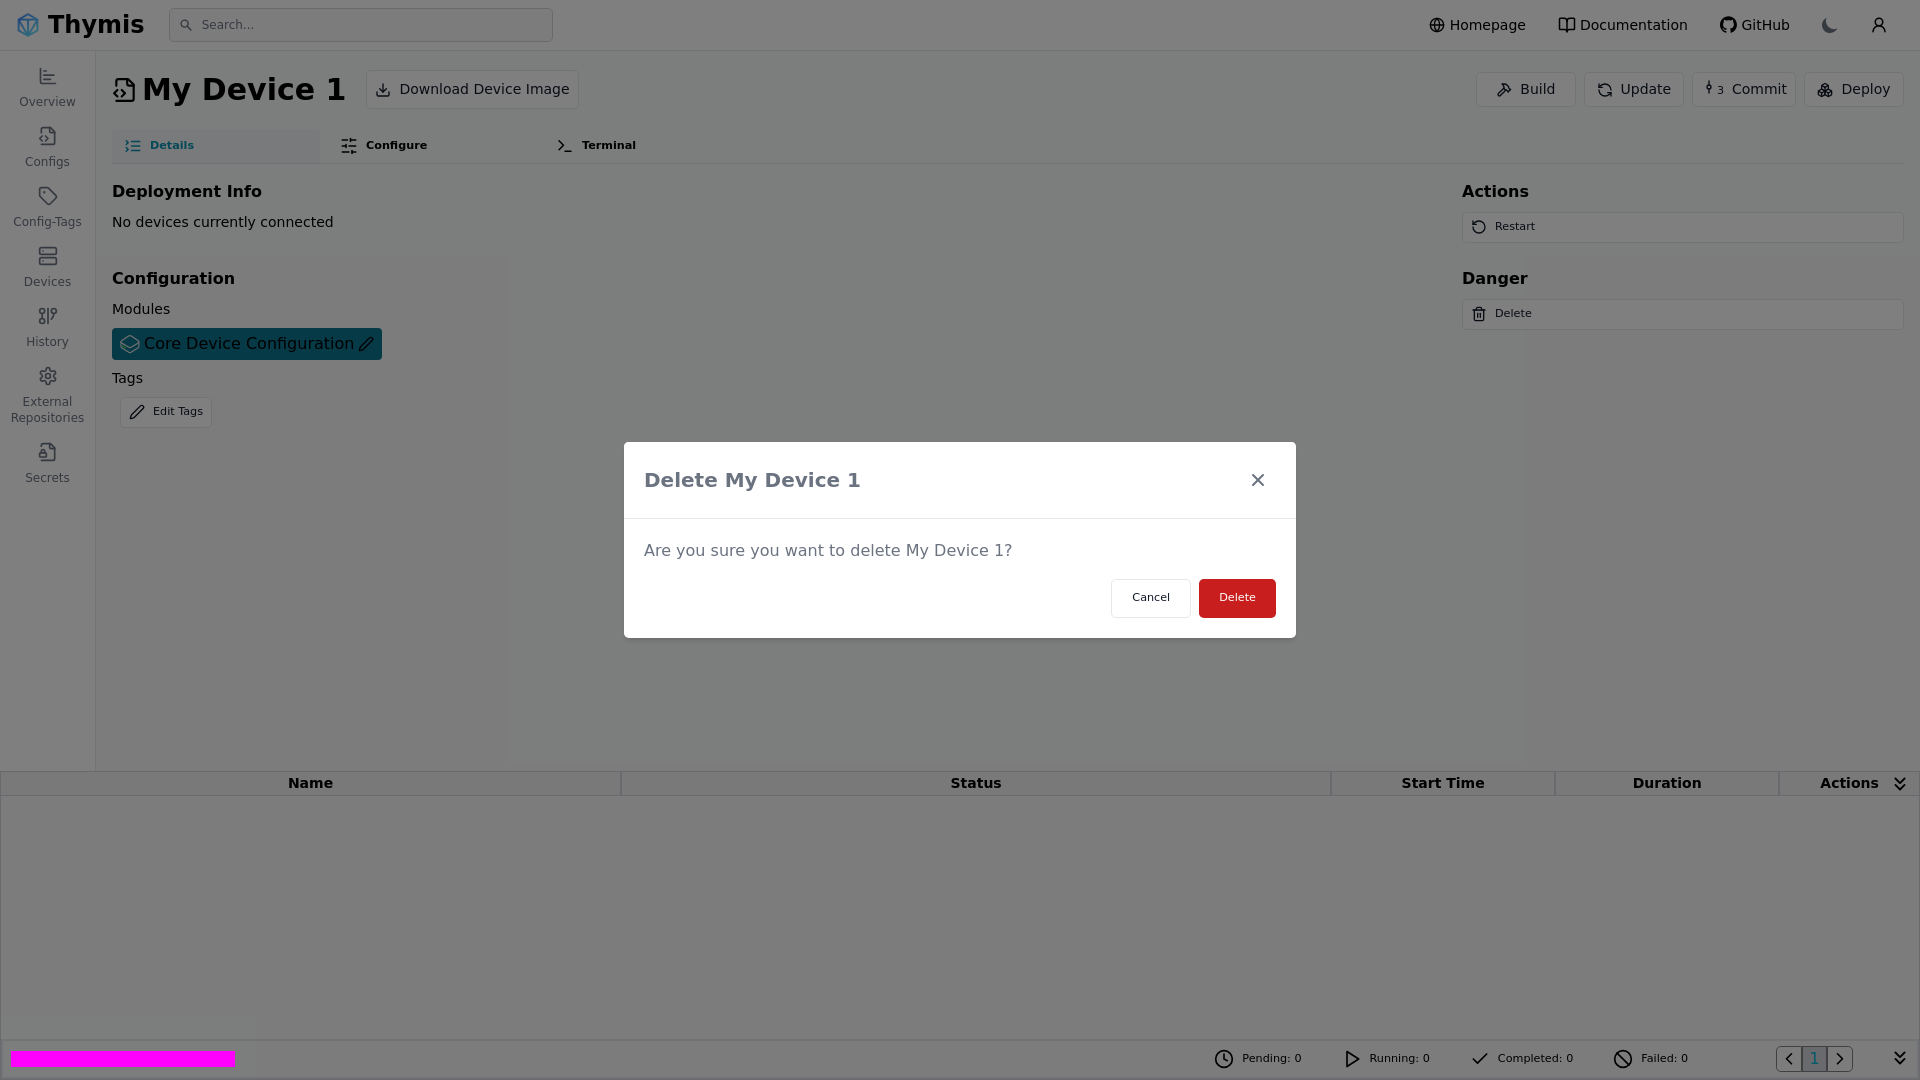 Thymis
Search...
Homepage
Documentation
GitHub
Overview
Configs
Config-Tags
Devices
History
External
Repositories
Secrets
My Device 1
Download Device Image
Build
Update
3 Commit
Deploy
Details
Configure
Terminal
Deployment Info
No devices currently connected
Configuration
Modules
Core Device Configuration
Tags
Edit Tags
Actions
Restart
Danger
Delete
Delete My Device 1
Are you sure you want to delete My Device 1?
Cancel
Delete
Name
Status
Start Time
Duration
Actions
Pending: 0
Running: 0
Completed: 0
Failed: 0
1